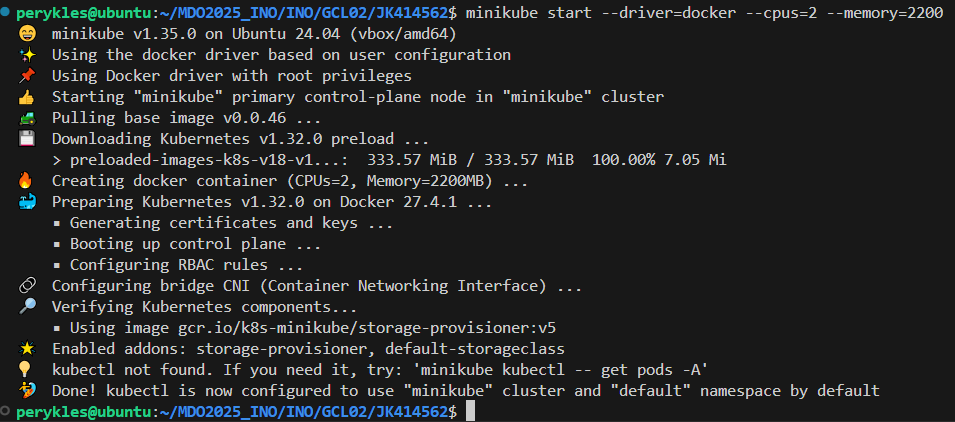 perykles@ubuntu:~/MDO2025_INO/INO/GCL02/JK414562$ minikube start --driver=docker --cpus=2 --memory=2200
😄 minikube v1.35.0 on Ubuntu 24.04 (vbox/amd64)
✨ Using the docker driver based on user configuration
📌 Using Docker driver with root privileges
👍 Starting "minikube" primary control-plane node in "minikube" cluster
🚜 Pulling base image v0.0.46 ...
💾 Downloading Kubernetes v1.32.0 preload ...
> preloaded-images-k8s-v18-v1...: 333.57 MiB / 333.57 MiB 100.00% 7.05 Mi
🔥 Creating docker container (CPUs=2, Memory=2200MB) ...
🐳 Preparing Kubernetes v1.32.0 on Docker 27.4.1 ...
▪ Generating certificates and keys ...
▪ Booting up control plane ...
▪ Configuring RBAC rules ...
🔗 Configuring bridge CNI (Container Networking Interface) ...
🔎 Verifying Kubernetes components...
▪ Using image gcr.io/k8s-minikube/storage-provisioner:v5
🌟 Enabled addons: storage-provisioner, default-storageclass
💡 kubectl not found. If you need it, try: 'minikube kubectl -- get pods -A'
🏄 Done! kubectl is now configured to use "minikube" cluster and "default" namespace by default
perykles@ubuntu:~/MDO2025_INO/INO/GCL02/JK414562$